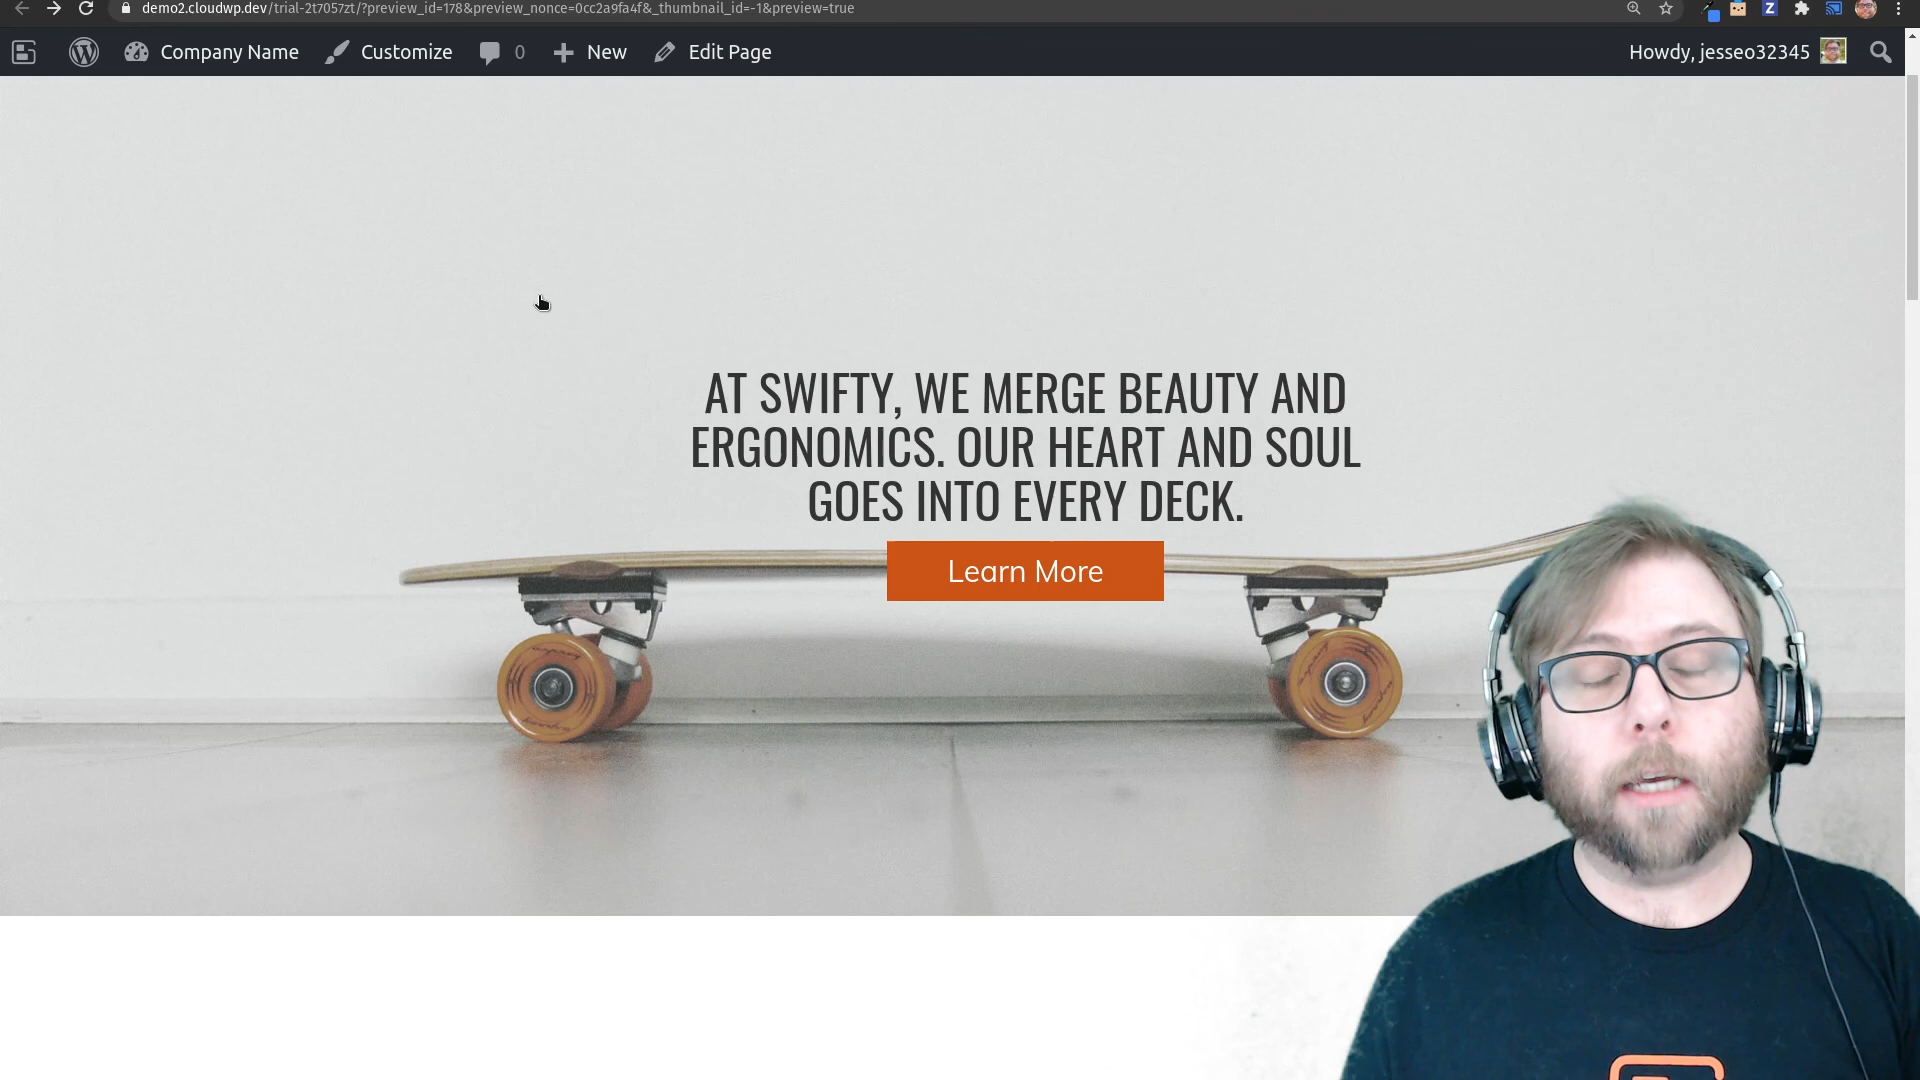 demo2.cloudwp.dev/trial-2t7057zt/?preview_id=178&preview_nonce=0cc2a9fa4f&_thumbnail_id=-1&preview=true
Z
Company Name
Customize
0
New
Edit Page
Howdy, jesseo32345
AT SWIFTY, WE MERGE BEAUTY AND
ERGONOMICS. OUR HEART AND SOUL
GOES INTO EVERY DECK.
Learn More